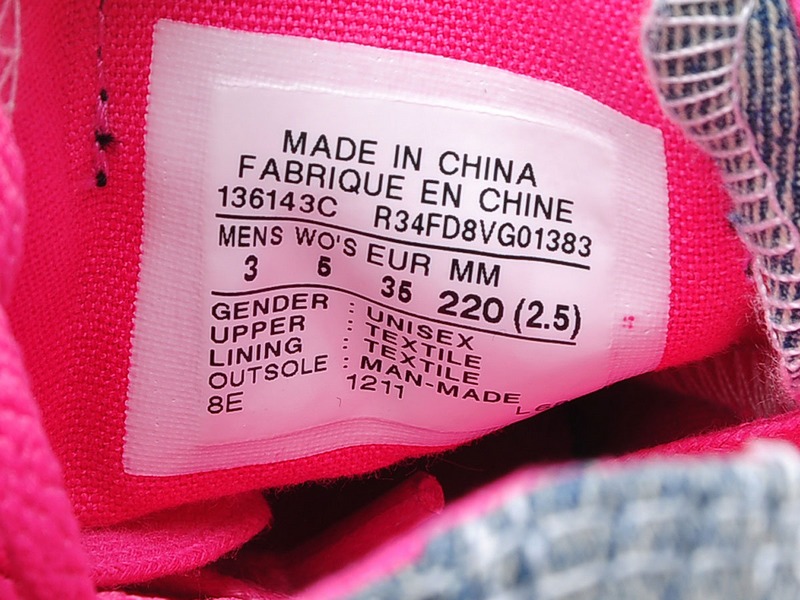 MADE IN CHINA
FABRIQUE EN CHINE
136143C R34FD8VG01383
MENS WO'S EUR MM
3 5 35 220 (2.5)
GENDER : UNISEX
UPPER : TEXTILE
LINING : TEXTILE
OUTSOLE : MAN-MADE
8E 1211